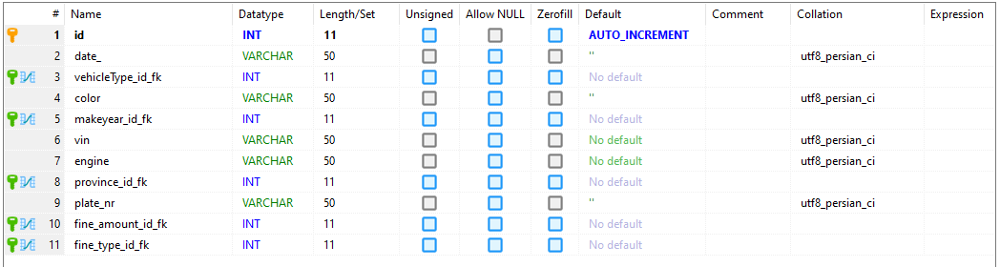 # Name Datatype Length/Set Unsigned Allow NULL Zerofill Default Comment Collation Expression
1 id INT 11 AUTO_INCREMENT
2 date_ VARCHAR 50 '' utf8_persian_ci
3 vehicleType_id_fk INT 11 No default
4 color VARCHAR 50 '' utf8_persian_ci
5 makeyear_id_fk INT 11 No default
6 vin VARCHAR 50 No default utf8_persian_ci
7 engine VARCHAR 50 No default utf8_persian_ci
8 province_id_fk INT 11 No default
9 plate_nr VARCHAR 50 '' utf8_persian_ci
10 fine_amount_id_fk INT 11 No default
11 fine_type_id_fk INT 11 No default